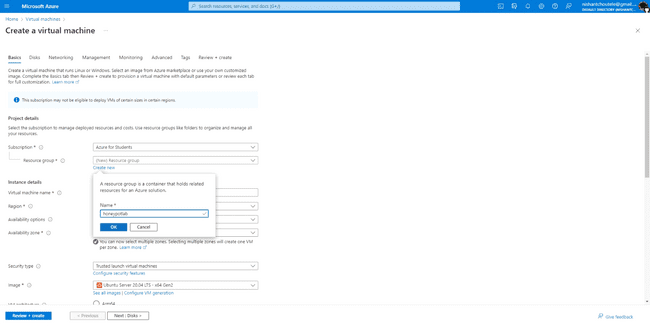 Microsoft Azure
Search resources, services, and docs (G+/)
Home > Virtual machines >
Create a virtual machine ...
Basics Disks Networking Management Monitoring Advanced Tags Review + create
Create a virtual machine that runs Linux or Windows. Select an image from Azure marketplace or use your own customized
image. Complete the Basics tab then Review + create to provision a virtual machine with default parameters or review each tab
for full customization. Learn more
This subscription may not be eligible to deploy VMs of certain sizes in certain regions.
Project details
Select the subscription to manage deployed resources and costs. Use resource groups like folders to organize and manage all
your resources.
Subscription *
Azure for Students
Resource group *
(New) Resource group
Create new
A resource group is a container that holds related
resources for an Azure solution.
Name *
honeypotlab
OK Cancel
Instance details
Virtual machine name *
Region *
Availability options
Availability zone *
You can now select multiple zones. Selecting multiple zones will create one VM
per zone. Learn more
Security type
Trusted launch virtual machines
Configure security features
Image *
Ubuntu Server 20.04 LTS - x64 Gen2
See all images | Configure VM generation
VM architecture
Arm64
Review + create < Previous Next : Disks > Give feedback